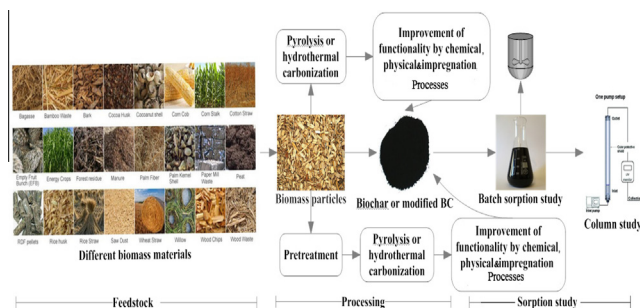 Improvement of
functionality by chemical,
physical&impregnation
Processes
Pyrolysis or
hydrothermal
carbonization
One pump setup
Bagasse Bamboo Waste Bark Cocoa Husk Cocoanut shell Corn Cob Corn Stalk Cotton Straw
Empty Fruit Bunch (EFB) Energy Crops Forest residue Manure Palm Fiber Palm Kernel Shell Paper Mill Waste Peat
RDF pellets Rice husk Rice Straw Saw Dust Wheat Straw Willow Wood Chips Wood Waste
Different biomass materials
Biomass particles
Biochar or modified BC
Batch sorption study
Column study
Pretreatment
Pyrolysis or
hydrothermal
carbonization
Improvement of
functionality by chemical,
physical&impregnation
Processes
Feedstock
Processing
Sorption study